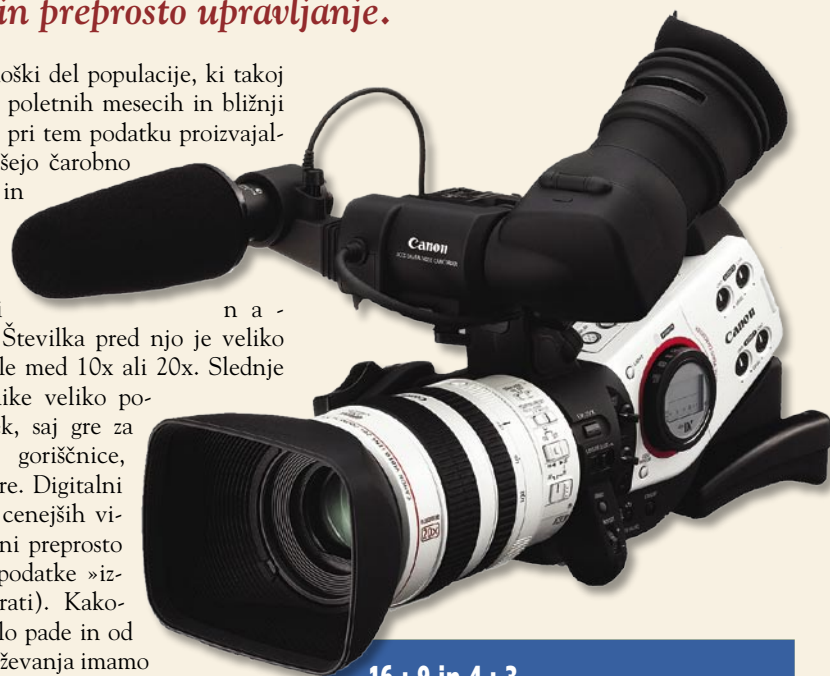 in preprosto upravljanje.
oški del populacije, ki takoj
poletnih mesecih in bližnji
pri tem podatku proizvajal-
šejo čarobno
in
i n a -
Številka pred njo je veliko
le med 10x ali 20x. Slednje
ike veliko po-
k, saj gre za
goriščnice,
re. Digitalni
cenejših vi-
ni preprosto
podatke »iz-
rati). Kako-
lo pade in od
ževanja imamo
Canon
Canon
20x
16 : 9 in 4 : 3